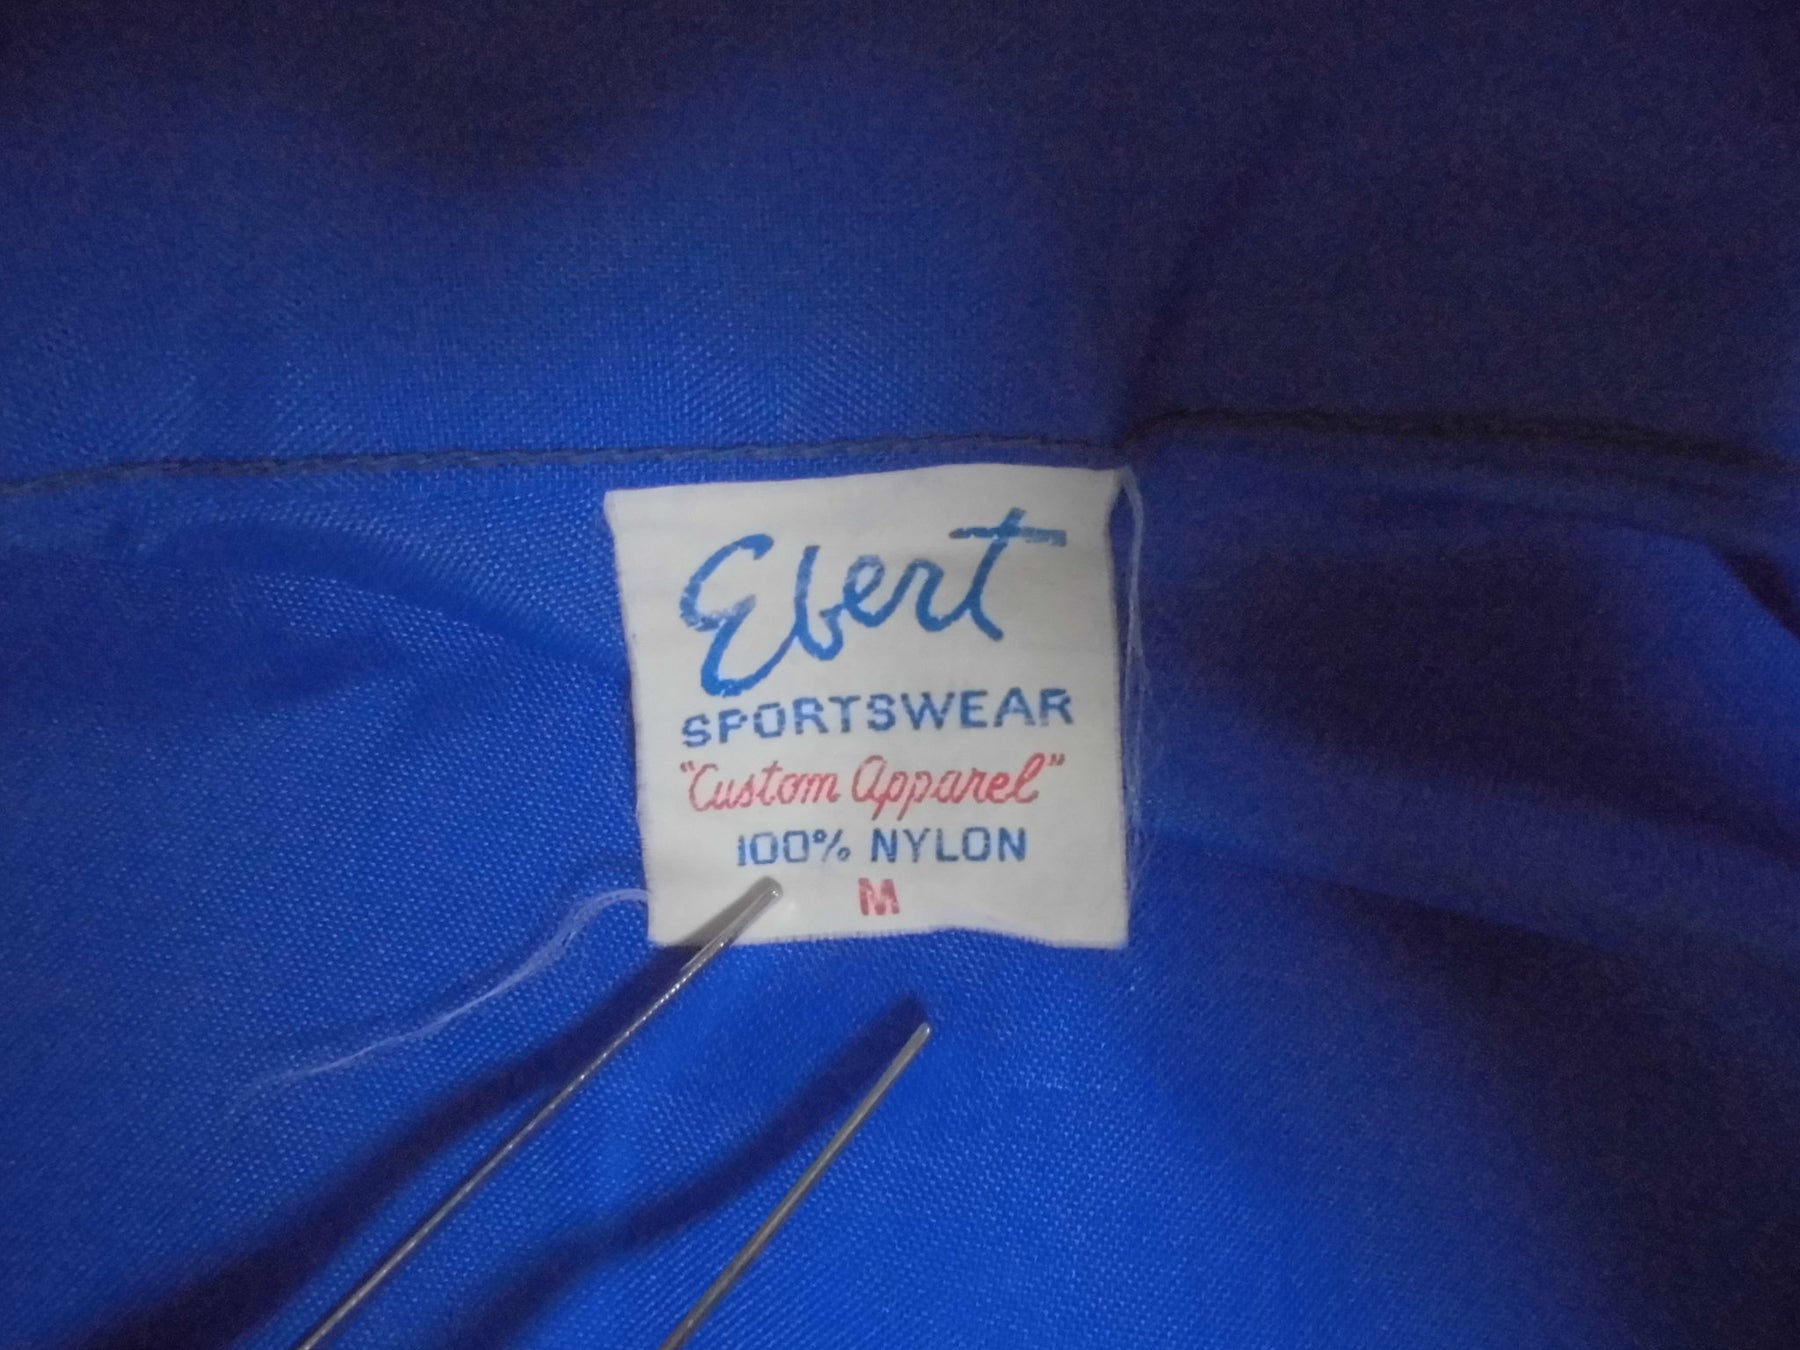 Ebert
SPORTSWEAR
"Custom Apparel"
100% NYLON
M